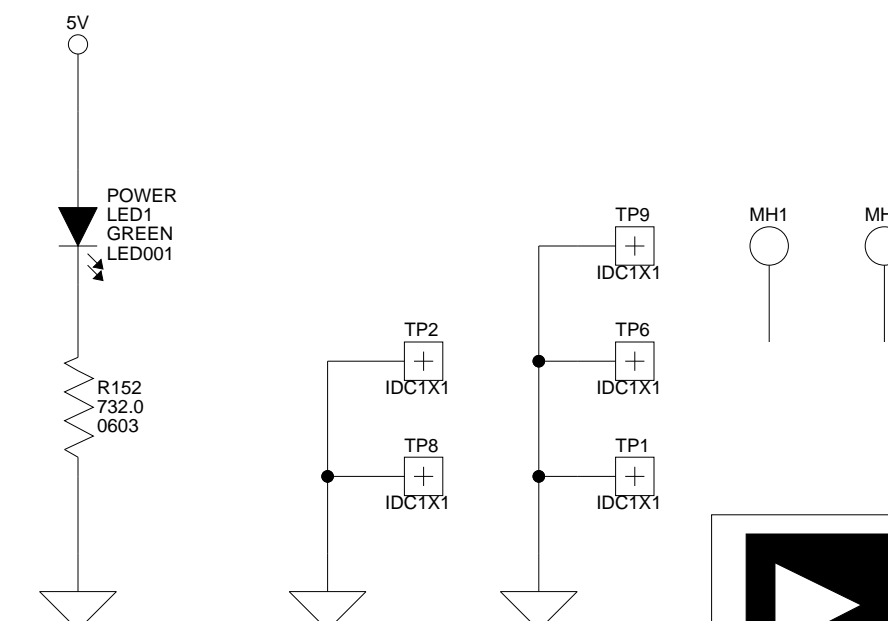 5V
POWER
LED1
GREEN
LED001
R152
732.0
0603
TP2
IDC1X1
TP8
IDC1X1
TP9
IDC1X1
TP6
IDC1X1
TP1
IDC1X1
MH1
MH